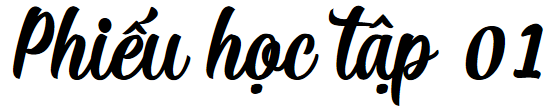 Phiếu học tập 01